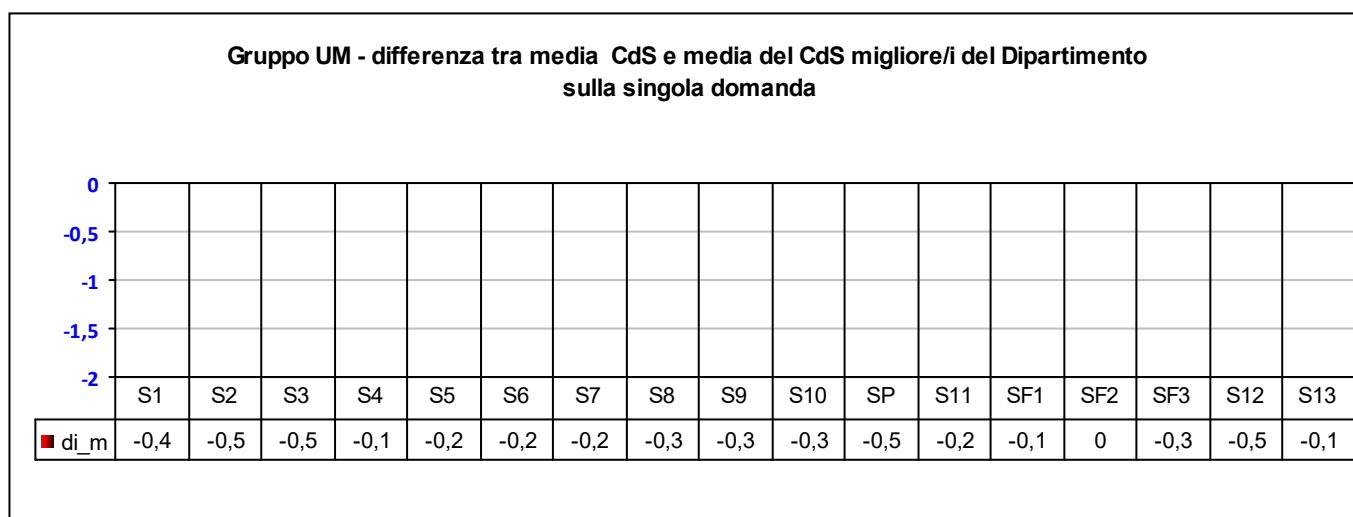 Gruppo UM - differenza tra media CdS e media del CdS migliore/i del Dipartimento
sulla singola domanda
0
-0,5
-1
-1,5
-2
S1 S2 S3 S4 S5 S6 S7 S8 S9 S10 SP S11 SF1 SF2 SF3 S12 S13
di_m -0,4 -0,5 -0,5 -0,1 -0,2 -0,2 -0,2 -0,3 -0,3 -0,3 -0,5 -0,2 -0,1 0 -0,3 -0,5 -0,1